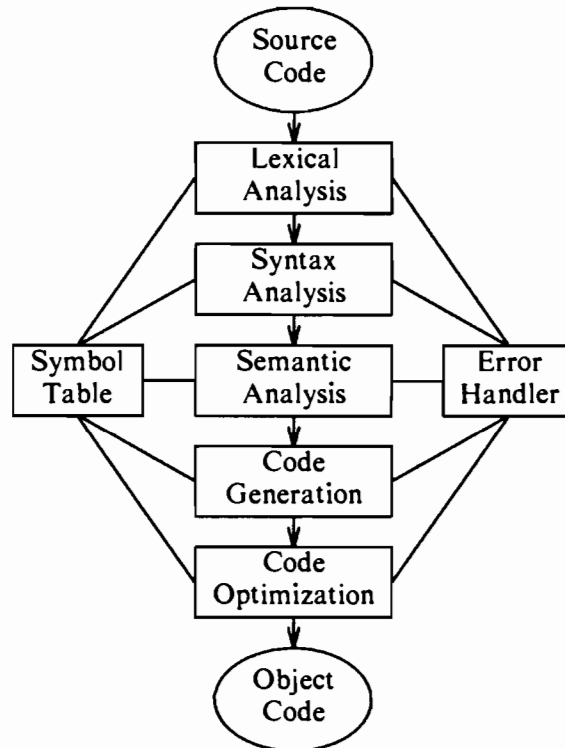 Source
Code
Lexical
Analysis
Syntax
Analysis
Symbol
Table
Semantic
Analysis
Error
Handler
Code
Generation
Code
Optimization
Object
Code